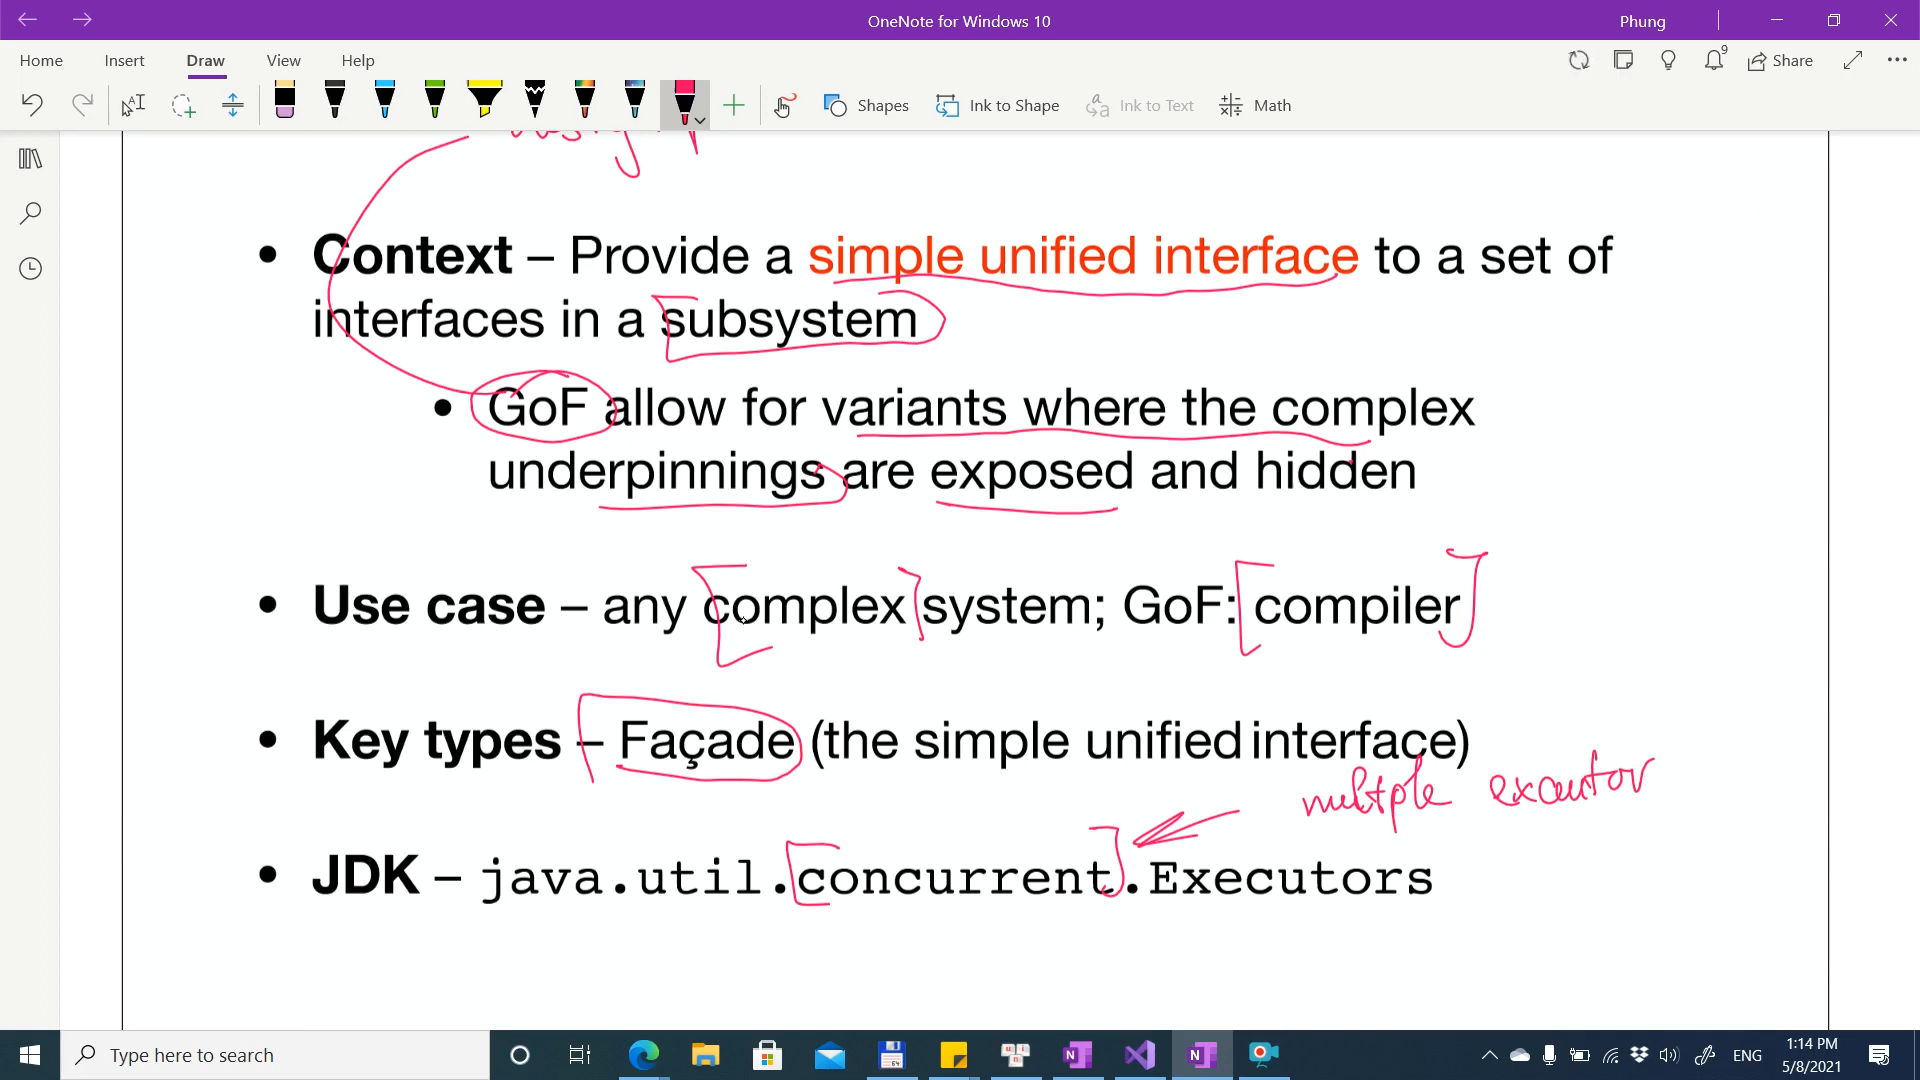 OneNote for Windows 10
Phung
Home Insert Draw View Help
9
Share
Shapes Ink to Shape Ink to Text Math
• Context – Provide a simple unified interface to a set of
interfaces in a subsystem
• GoF allow for variants where the complex
underpinnings are exposed and hidden
• Use case – any complex system; GoF: compiler
• Key types – Façade (the simple unified interface)
multple executor
• JDK – java.util.concurrent.Executors
Type here to search
ENG
1:14 PM
5/8/2021